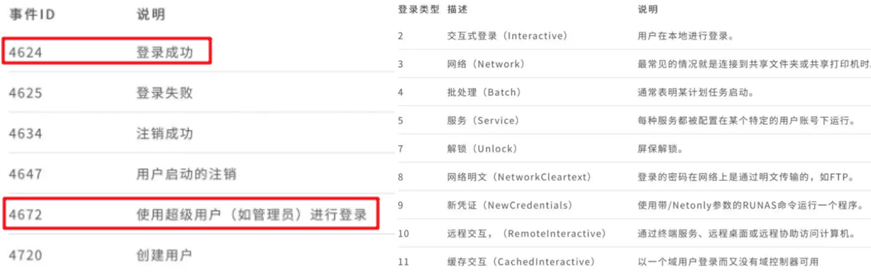 事件ID 说明
4624 登录成功
4625 登录失败
4634 注销成功
4647 用户启动的注销
4672 使用超级用户（如管理员）进行登录
4720 创建用户
登录类型 描述 说明
2 交互式登录（Interactive） 用户在本地进行登录。
3 网络（Network） 最常见的情况就是连接到共享文件夹或共享打印机时
4 批处理（Batch） 通常表明某计划任务启动。
5 服务（Service） 每种服务都被配置在某个特定的用户账号下运行。
7 解锁（Unlock） 屏保解锁。
8 网络明文（NetworkCleartext） 登录的密码在网络上是通过明文传输的，如FTP。
9 新凭证（NewCredentials） 使用带/Netonly参数的RUNAS命令运行一个程序。
10 远程交互，（RemoteInteractive） 通过终端服务、远程桌面或远程协助访问计算机。
11 缓存交互（CachedInteractive） 以一个域用户登录而又没有域控制器可用